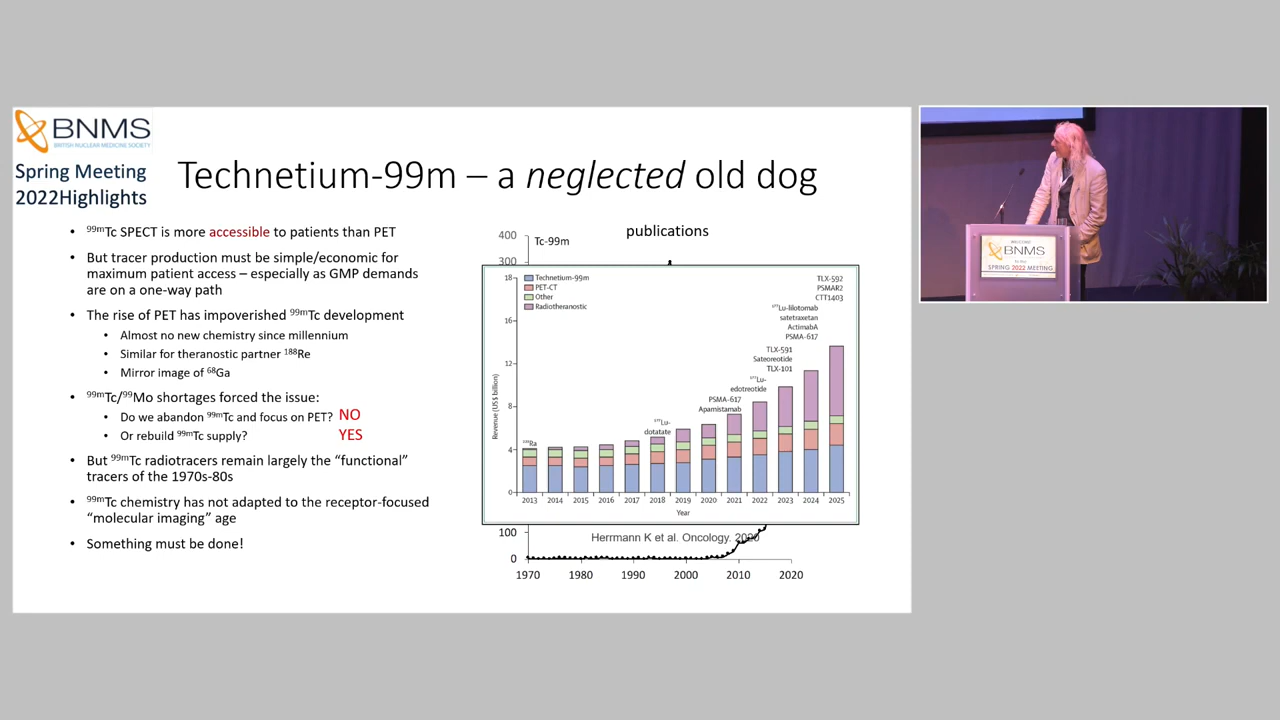 BNMS
BRITISH NUCLEAR MEDICINE SOCIETY
Spring Meeting
2022Highlights
Technetium-99m – a neglected old dog
• ⁹⁹ᵐTc SPECT is more accessible to patients than PET
• But tracer production must be simple/economic for
maximum patient access – especially as GMP demands
are on a one-way path
• The rise of PET has impoverished ⁹⁹ᵐTc development
• Almost no new chemistry since millennium
• Similar for theranostic partner ¹⁸⁸Re
• Mirror image of ⁶⁸Ga
• ⁹⁹ᵐTc/⁹⁹Mo shortages forced the issue:
• Do we abandon ⁹⁹ᵐTc and focus on PET? NO
• Or rebuild ⁹⁹ᵐTc supply? YES
• But ⁹⁹ᵐTc radiotracers remain largely the “functional”
tracers of the 1970s-80s
• ⁹⁹ᵐTc chemistry has not adapted to the receptor-focused
“molecular imaging” age
• Something must be done!
publications
400
Tc-99m
300
Technetium-99m
PET-CT
Other
Radiotheranostic
Revenue (US$ billion)
18
16
12
8
4
0
²²³Ra
¹⁷⁷Lu-
dotatate
PSMA-617
Apamistamab
¹⁷⁷Lu-
edotreotide
TLX-591
Sateoreotide
TLX-101
¹⁷⁷Lu-lilotomab
satetraxetan
ActimabA
PSMA-617
TLX-592
PSMAR2
CTT1403
2013 2014 2015 2016 2017 2018 2019 2020 2021 2022 2023 2024 2025
Year
Herrmann K et al. Oncology. 2020
100
0
1970 1980 1990 2000 2010 2020
WELCOME
BNMS
SPRING 2022 MEETING